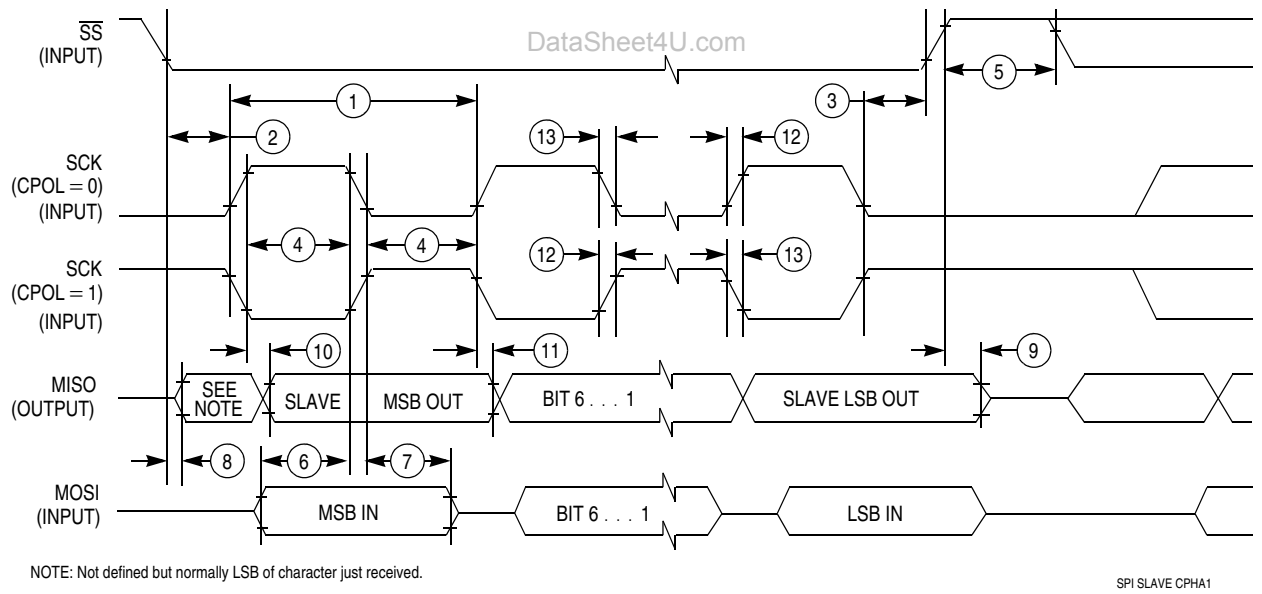 SS
(INPUT)
DataSheet4U.com
5
1
3
2
13
12
SCK
(CPOL = 0)
(INPUT)
4
4
12
13
SCK
(CPOL = 1)
(INPUT)
10
11
9
MISO
(OUTPUT)
SEE
NOTE
SLAVE
MSB OUT
BIT 6 . . . 1
SLAVE LSB OUT
8
6
7
MOSI
(INPUT)
MSB IN
BIT 6 . . . 1
LSB IN
NOTE: Not defined but normally LSB of character just received.
SPI SLAVE CPHA1